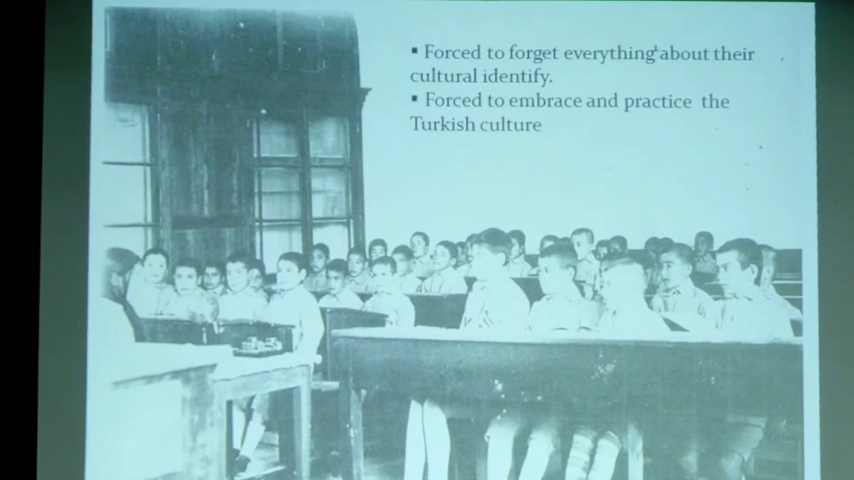 ▪ Forced to forget everything about their
cultural identify.
▪ Forced to embrace and practice the
Turkish culture